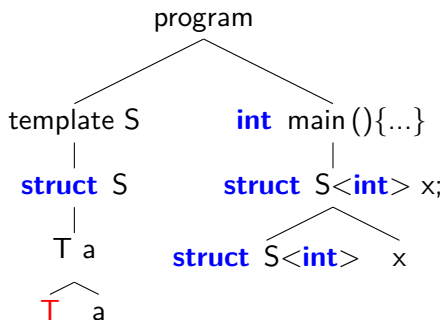 program
template S int main(){...}
struct S struct S<int> x;
T a struct S<int> x
T a